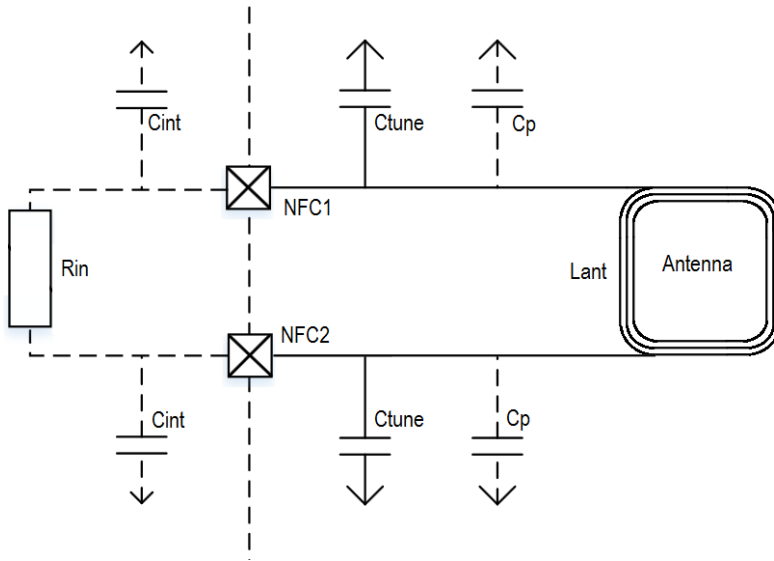 Cint
Ctune
Cp
NFC1
Rin
Lant
Antenna
NFC2
Cint
Ctune
Cp